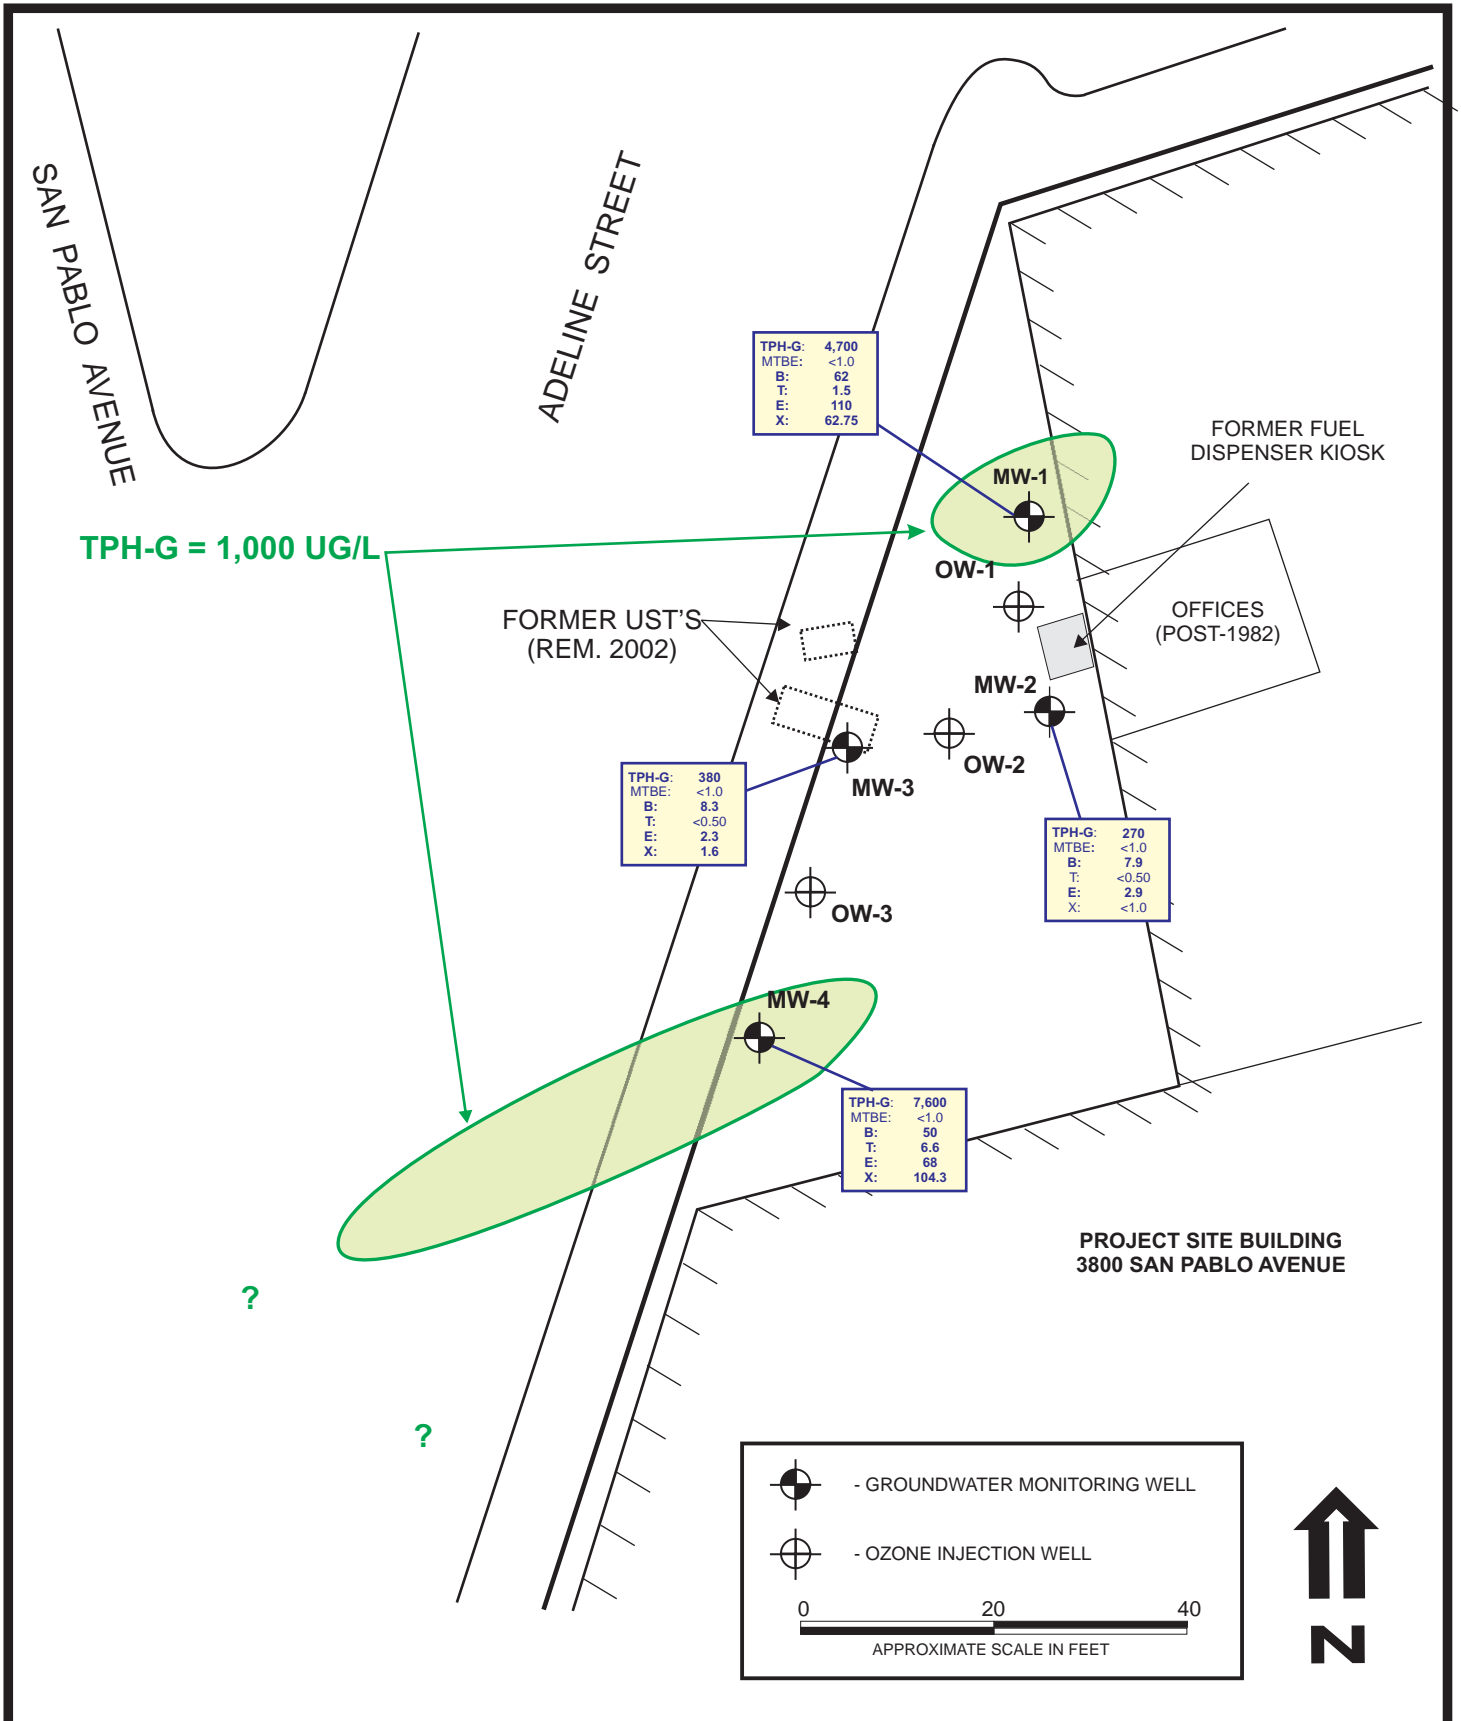 SAN PABLO AVENUE
ADELINE STREET
TPH-G: 4,700
MTBE: <1.0
B: 62
T: 1.5
E: 110
X: 62.75
FORMER FUEL
DISPENSER KIOSK
MW-1
TPH-G = 1,000 UG/L
OW-1
FORMER UST'S
(REM. 2002)
OFFICES
(POST-1982)
MW-2
OW-2
MW-3
TPH-G: 380
MTBE: <1.0
B: 8.3
T: <0.50
E: 2.3
X: 1.6
TPH-G: 270
MTBE: <1.0
B: 7.9
T: <0.50
E: 2.9
X: <1.0
OW-3
MW-4
TPH-G: 7,600
MTBE: <1.0
B: 50
T: 6.6
E: 68
X: 104.3
PROJECT SITE BUILDING
3800 SAN PABLO AVENUE
?
?
- GROUNDWATER MONITORING WELL
- OZONE INJECTION WELL
0 20 40
APPROXIMATE SCALE IN FEET
N